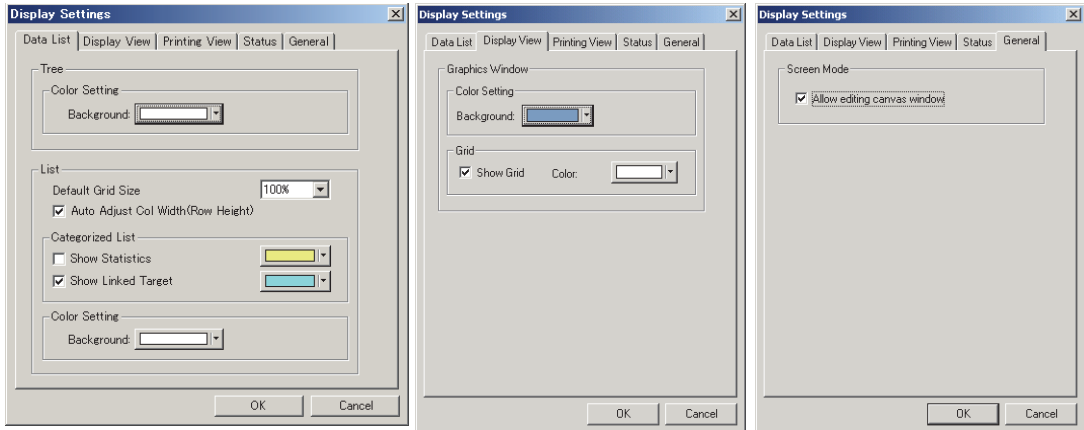 Display Settings
Data List Display View Printing View Status General
Tree
Color Setting
Background:
List
Default Grid Size 100%
Auto Adjust Col Width(Row Height)
Categorized List
Show Statistics
Show Linked Target
Color Setting
Background:
OK Cancel
Display Settings
Data List Display View Printing View Status General
Graphics Window
Color Setting
Background:
Grid
Show Grid Color:
OK Cancel
Display Settings
Data List Display View Printing View Status General
Screen Mode
Allow editing canvas window
OK Cancel